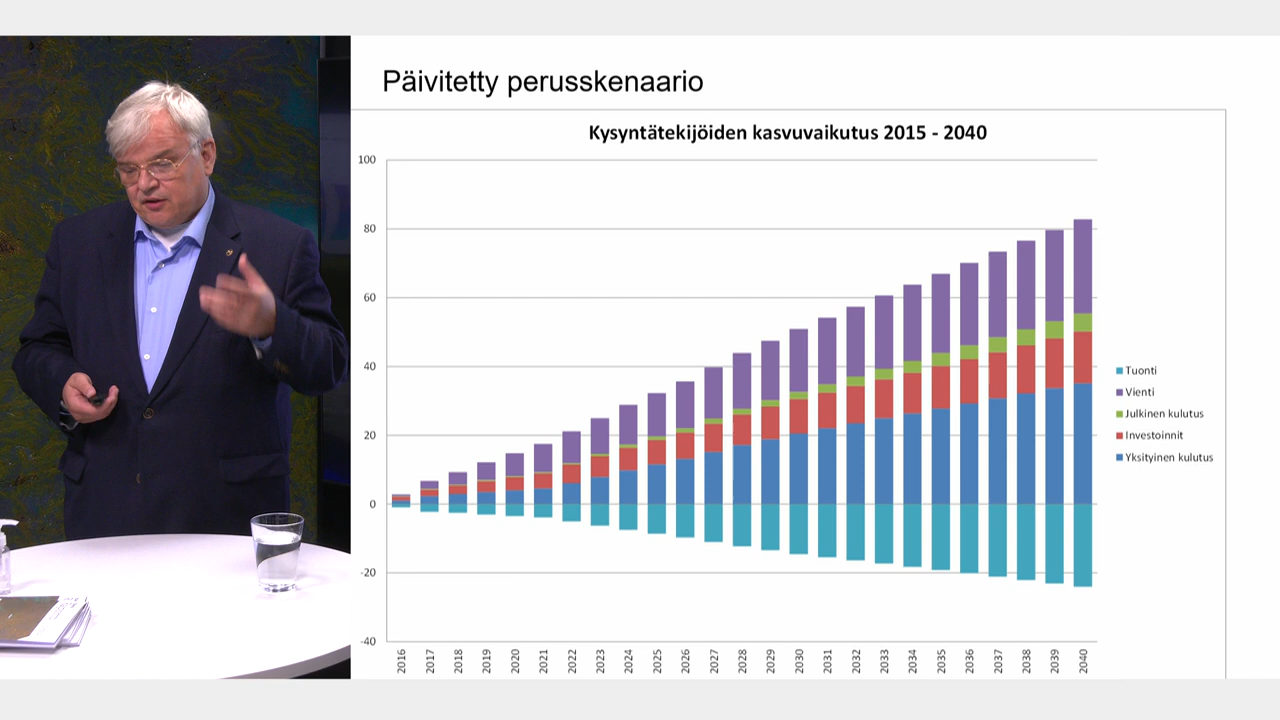 Päivitetty perusskenaario
Kysyntätekijöiden kasvuvaikutus 2015 - 2040
100
80
60
40
20
0
-20
-40
2016 2017 2018 2019 2020 2021 2022 2023 2024 2025 2026 2027 2028 2029 2030 2031 2032 2033 2034 2035 2036 2037 2038 2039 2040
Tuonti
Vienti
Julkinen kulutus
Investoinnit
Yksityinen kulutus